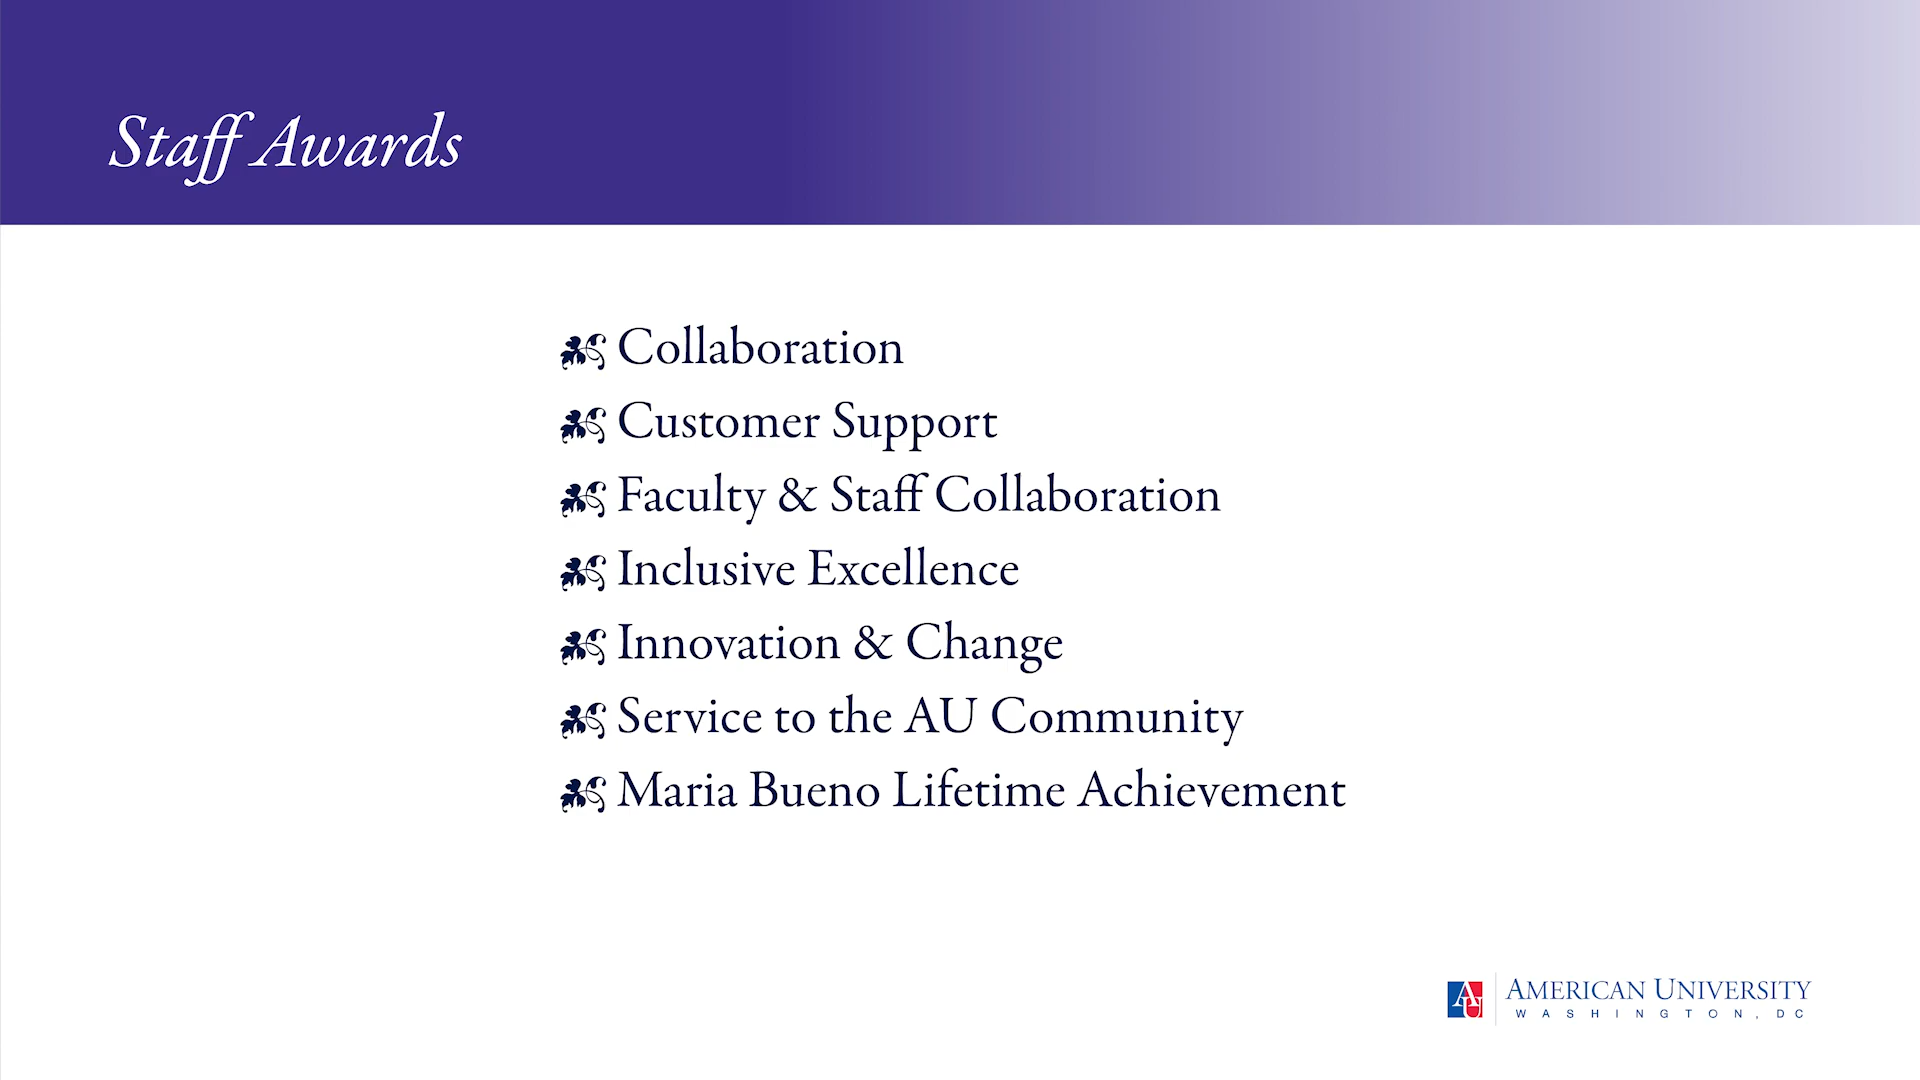 Staff Awards
Collaboration
Customer Support
Faculty & Staff Collaboration
Inclusive Excellence
Innovation & Change
Service to the AU Community
Maria Bueno Lifetime Achievement
AU
AMERICAN UNIVERSITY
WASHINGTON, DC